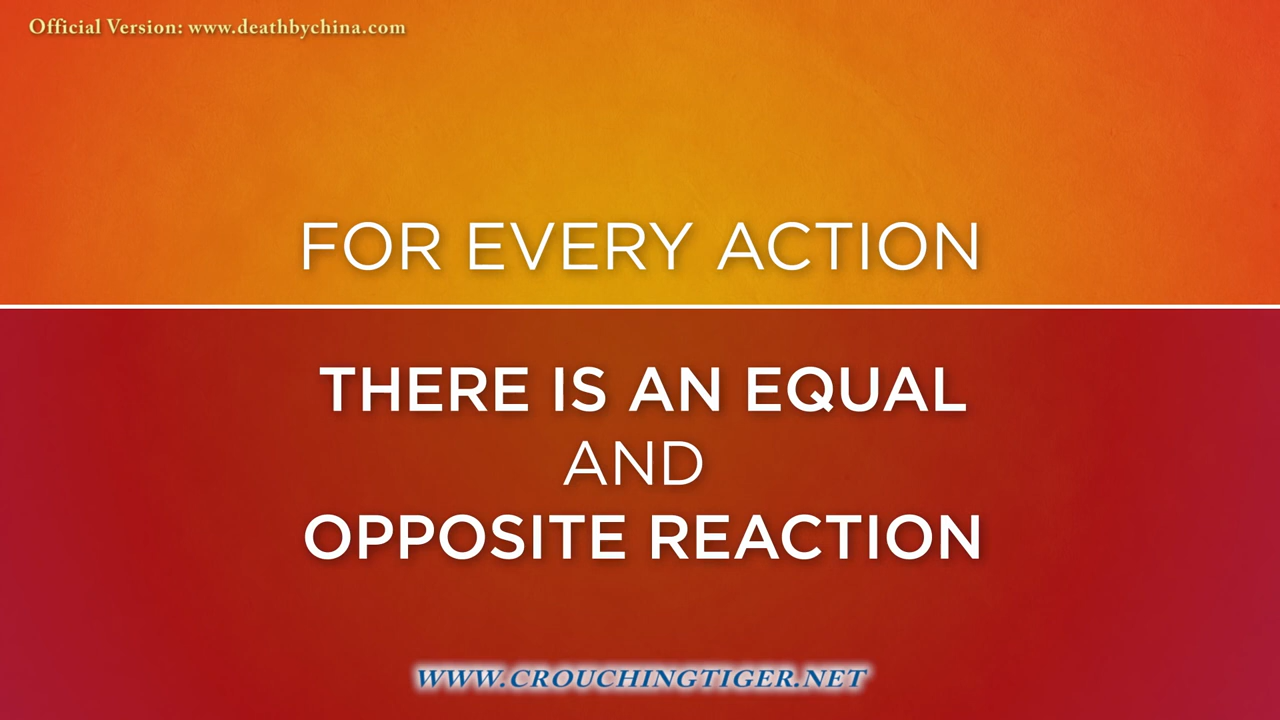 Official Version: www.deathbychina.com
FOR EVERY ACTION
THERE IS AN EQUAL
AND
OPPOSITE REACTION
WWW.CROUCHINGTIGER.NET